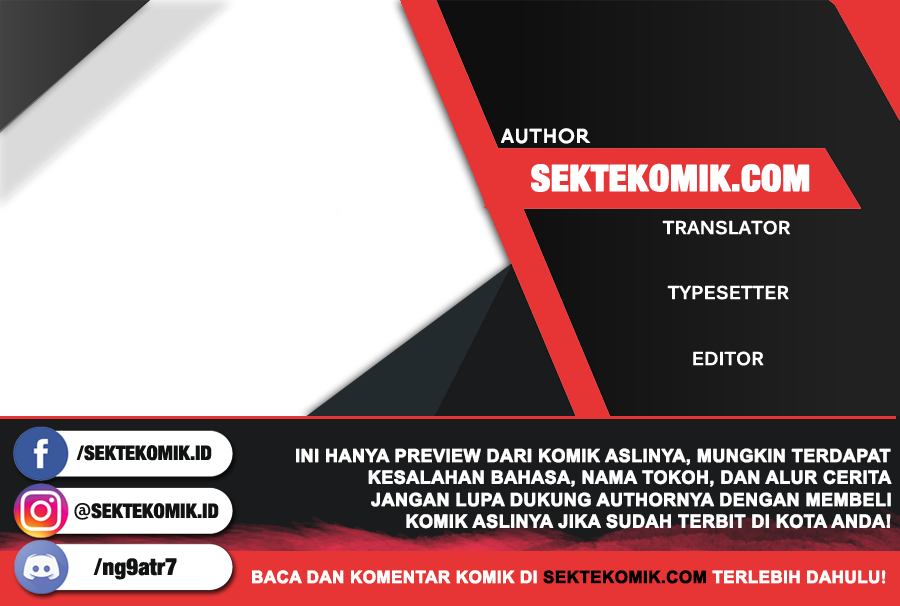 AUTHOR
SEKTEKOMIK.COM
TRANSLATOR
TYPESETTER
EDITOR
/SEKTEKOMIK.ID
@SEKTEKOMIK.ID
/ng9atr7
INI HANYA PREVIEW DARI KOMIK ASLINYA, MUNGKIN TERDAPAT
KESALAHAN BAHASA, NAMA TOKOH, DAN ALUR CERITA
JANGAN LUPA DUKUNG AUTHORNYA DENGAN MEMBELI
KOMIK ASLINYA JIKA SUDAH TERBIT DI KOTA ANDA!
BACA DAN KOMENTAR KOMIK DI SEKTEKOMIK.COM TERLEBIH DAHULU!